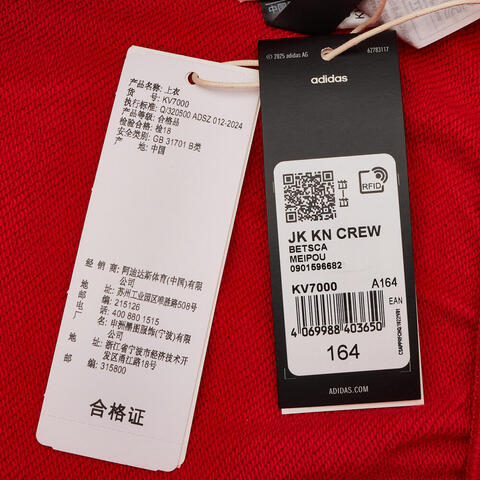 产品名称: 上衣
货 号: KV7000
执行标准: Q/320500 ADSZ 012-2024
产品等级: 合格品
检验合格: 检18
安全类别: GB 31701 B类
产 地: 中国
经 销 商: 阿迪达斯体育(中国)有限
公司
地 址: 苏州工业园区唯胜路508号
邮 编: 215126
电 话: 400 880 1515
厂 商: 申洲墨图服饰(宁波)有限
公司
地 址: 浙江省宁波市经济技术开
发区甬江路18号
邮 编: 315800
合格证
© 2025 adidas AG
62783117
adidas
RFID
JK KN CREW
BETSCA
MEIPOU
0901596682
KV7000 A164
EAN
4 069988 403650
164
ADIDAS.COM